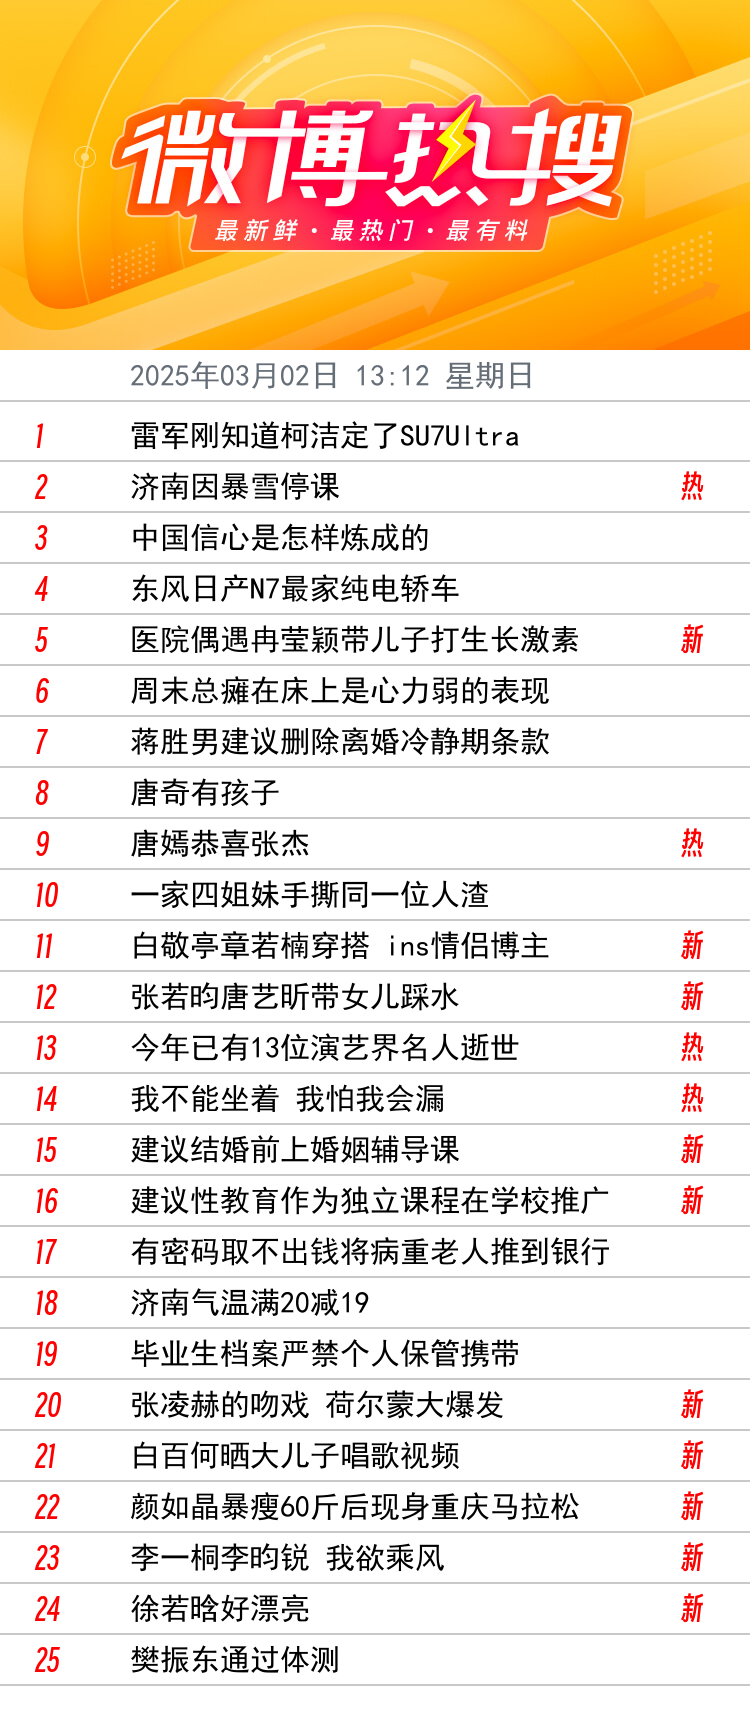 微博热搜
最新鲜·最热门·最有料
2025年03月02日 13:12 星期日
1 雷军刚知道柯洁定了SU7Ultra
2 济南因暴雪停课 热
3 中国信心是怎样炼成的
4 东风日产N7最家纯电轿车
5 医院偶遇冉莹颖带儿子打生长激素 新
6 周末总瘫在床上是心力弱的表现
7 蒋胜男建议删除离婚冷静期条款
8 唐奇有孩子
9 唐嫣恭喜张杰 热
10 一家四姐妹手撕同一位人渣
11 白敬亭章若楠穿搭 ins情侣博主 新
12 张若昀唐艺昕带女儿踩水 新
13 今年已有13位演艺界名人逝世 热
14 我不能坐着 我怕我会漏 热
15 建议结婚前上婚姻辅导课 新
16 建议性教育作为独立课程在学校推广 新
17 有密码取不出钱将病重老人推到银行
18 济南气温满20减19
19 毕业生档案严禁个人保管携带
20 张凌赫的吻戏 荷尔蒙大爆发 新
21 白百何晒大儿子唱歌视频 新
22 颜如晶暴瘦60斤后现身重庆马拉松 新
23 李一桐李昀锐 我欲乘风 新
24 徐若晗好漂亮 新
25 樊振东通过体测